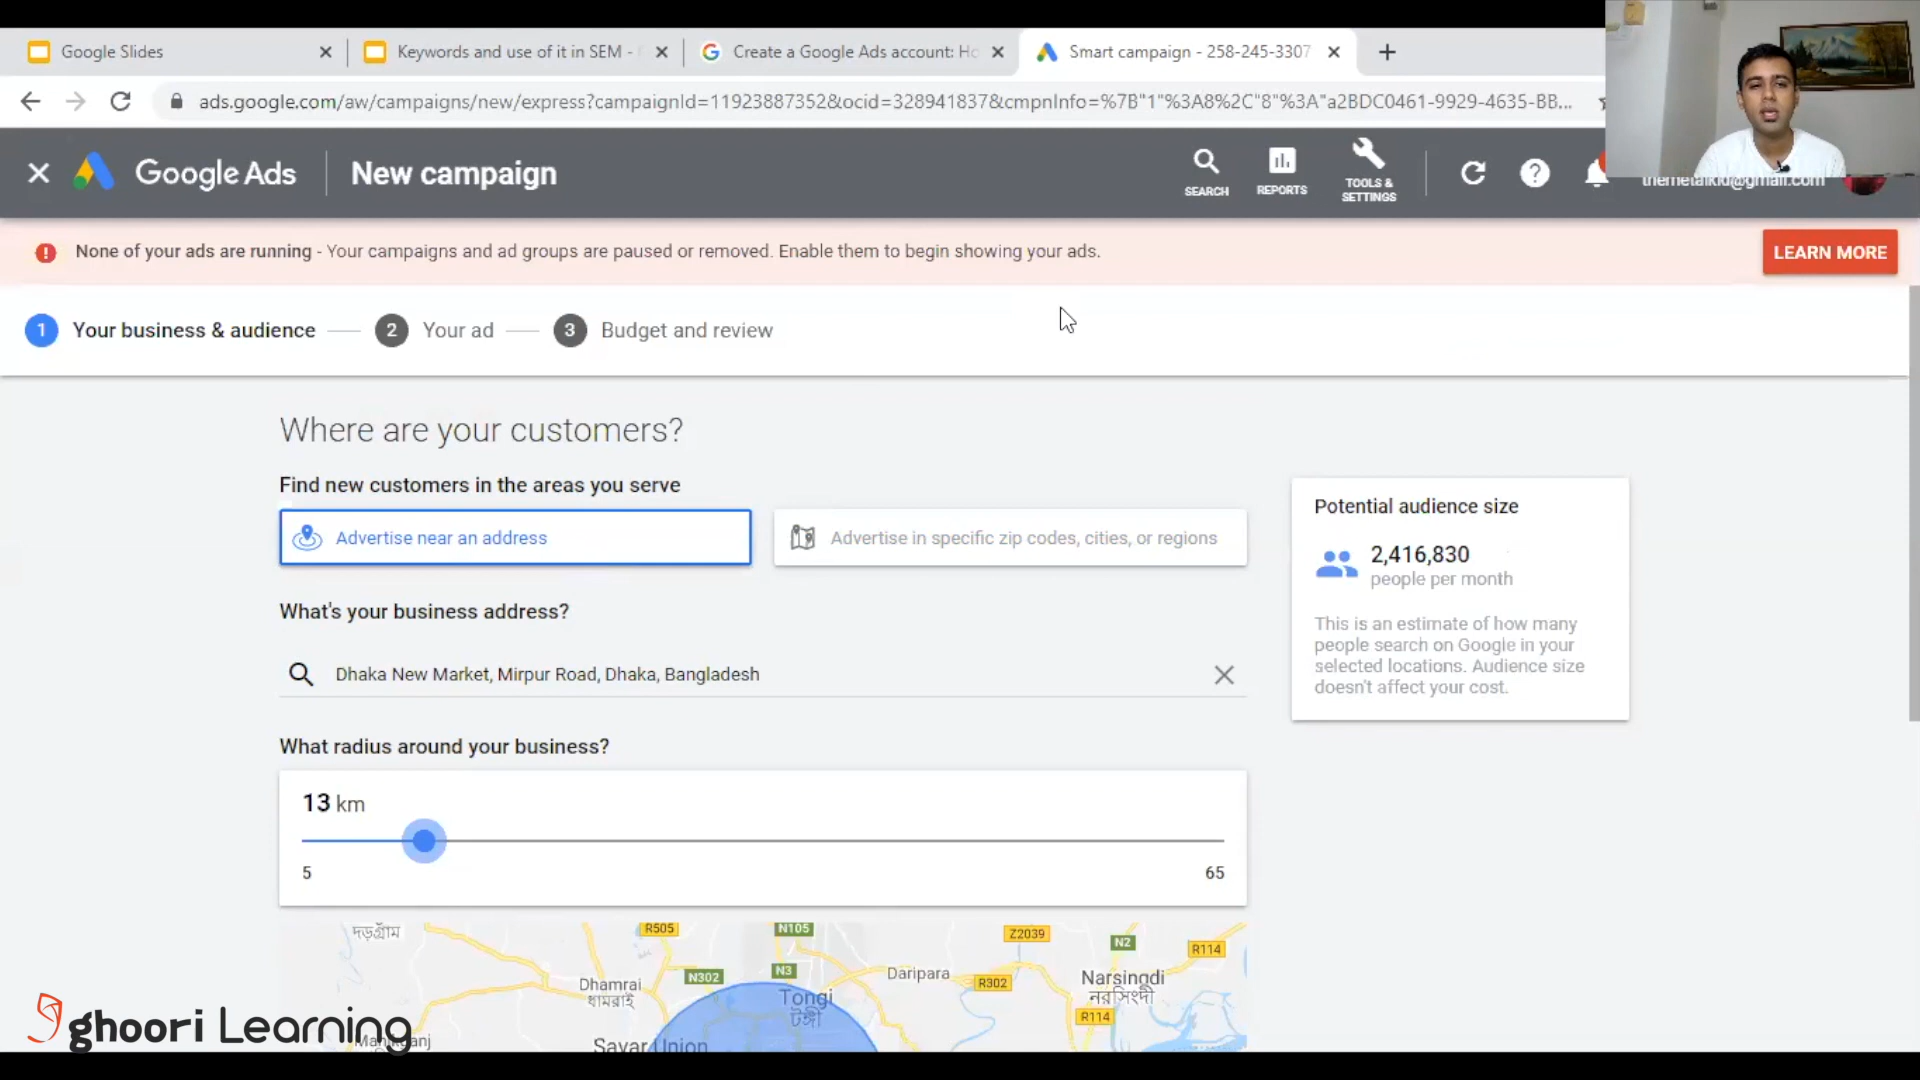 Google Slides
Keywords and use of it in SEM -
Create a Google Ads account: Ho
Smart campaign - 258-245-3307
ads.google.com/aw/campaigns/new/express?campaignId=11923887352&ocid=328941837&cmpnInfo=%7B"1"%3A8%2C"8"%3A"a2BDC0461-9929-4635-BB...
Google Ads
New campaign
SEARCH
REPORTS
TOOLS &
SETTINGS
None of your ads are running - Your campaigns and ad groups are paused or removed. Enable them to begin showing your ads.
LEARN MORE
1 Your business & audience
2 Your ad
3 Budget and review
Where are your customers?
Find new customers in the areas you serve
Advertise near an address
Advertise in specific zip codes, cities, or regions
What's your business address?
Dhaka New Market, Mirpur Road, Dhaka, Bangladesh
What radius around your business?
13 km
5
65
Potential audience size
2,416,830
people per month
This is an estimate of how many
people search on Google in your
selected locations. Audience size
doesn't affect your cost.
দড়গ্রাম
R505
N105
Z2039
N2
R114
N302
N3
Daripara
R302
Narsingdi
নরসিংদী
Dhamrai
ধামরাই
Tongi
টঙ্গী
R114
Savar Union
ghoori Learning